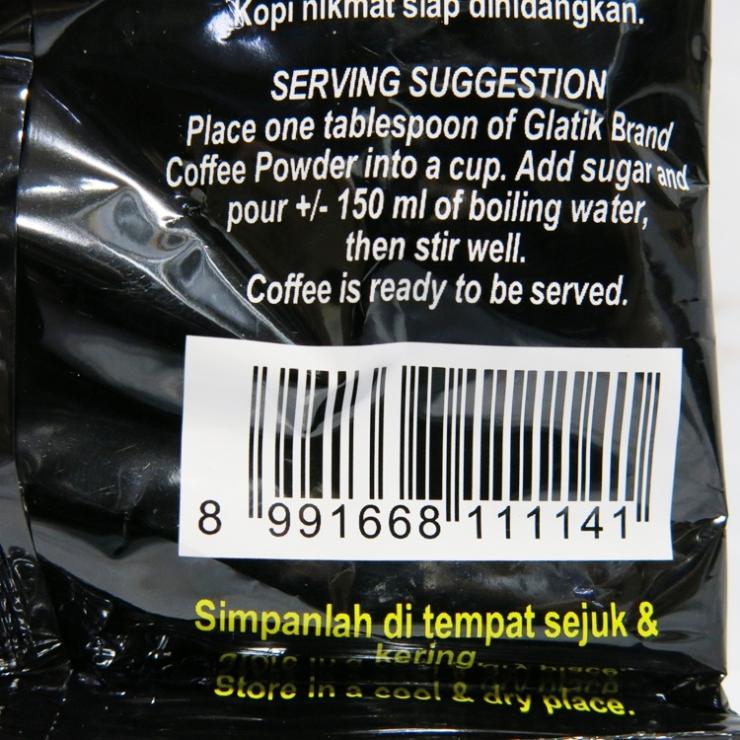 Kopi nikmat siap dihidangkan.
SERVING SUGGESTION
Place one tablespoon of Glatik Brand
Coffee Powder into a cup. Add sugar and
pour +/- 150 ml of boiling water,
then stir well.
Coffee is ready to be served.
8 991668 111141
Simpanlah di tempat sejuk &
kering.
Store in a cool & dry place.